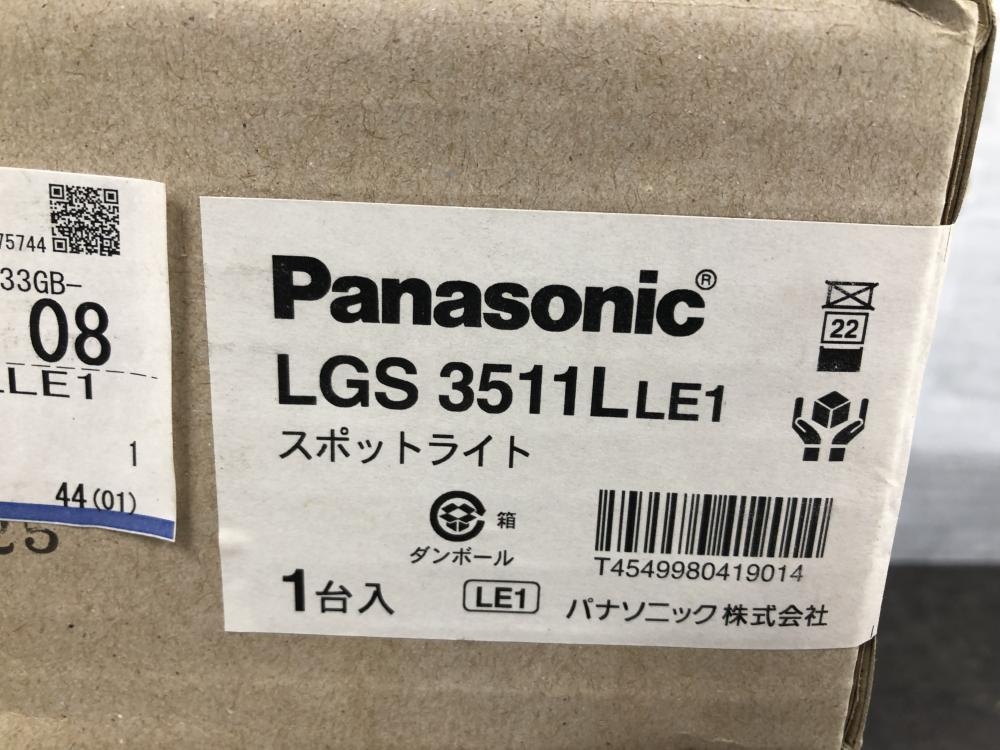 75744
33GB-
08
LE1
1
44(01)
Panasonic®
LGS 3511LLE1
スポットライト
22
箱
ダンボール
T4549980419014
1台入
LE1
パナソニック株式会社